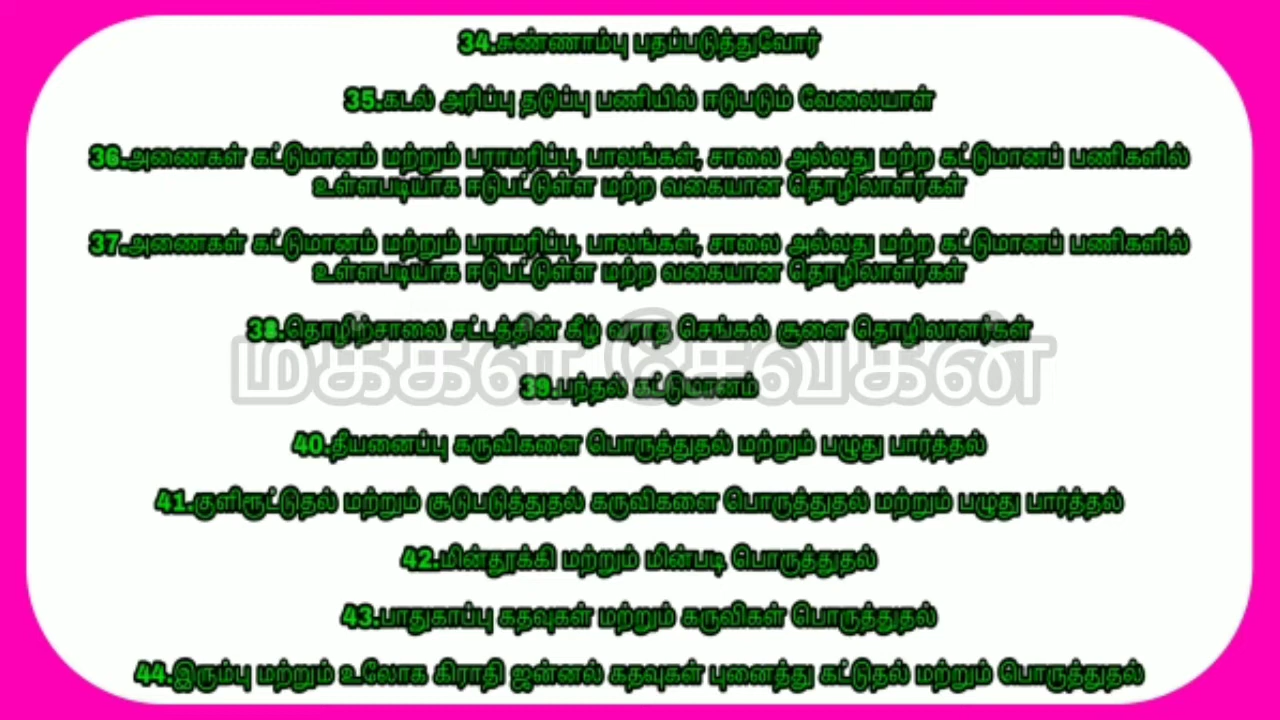 34.சுண்ணாம்பு பதப்படுத்துவோர்
35.கடல் அரிப்பு தடுப்பு பணியில் ஈடுபடும் வேலையாள்
36.அணைகள் கட்டுமானம் மற்றும் பராமரிப்பு, பாலங்கள், சாலை அல்லது மற்ற கட்டுமானப் பணிகளில்
உள்ளபடியாக ஈடுபட்டுள்ள மற்ற வகையான தொழிலாளர்கள்
37.அணைகள் கட்டுமானம் மற்றும் பராமரிப்பு, பாலங்கள், சாலை அல்லது மற்ற கட்டுமானப் பணிகளில்
உள்ளபடியாக ஈடுபட்டுள்ள மற்ற வகையான தொழிலாளர்கள்
38.தொழிற்சாலை சட்டத்தின் கீழ் வராத செங்கல் சூளை தொழிலாளர்கள்
மக்கள் சேவகன்
39.பந்தல் கட்டுமானம்
40.தீயனைப்பு கருவிகளை பொருத்துதல் மற்றும் பழுது பார்த்தல்
41.குளிரூட்டுதல் மற்றும் சூடுபடுத்துதல் கருவிகளை பொருத்துதல் மற்றும் பழுது பார்த்தல்
42.மின்தூக்கி மற்றும் மின்படி பொருத்துதல்
43.பாதுகாப்பு கதவுகள் மற்றும் கருவிகள் பொருத்துதல்
44.இரும்பு மற்றும் உலோக கிராதி ஜன்னல் கதவுகள் புனைத்து கட்டுதல் மற்றும் பொருத்துதல்